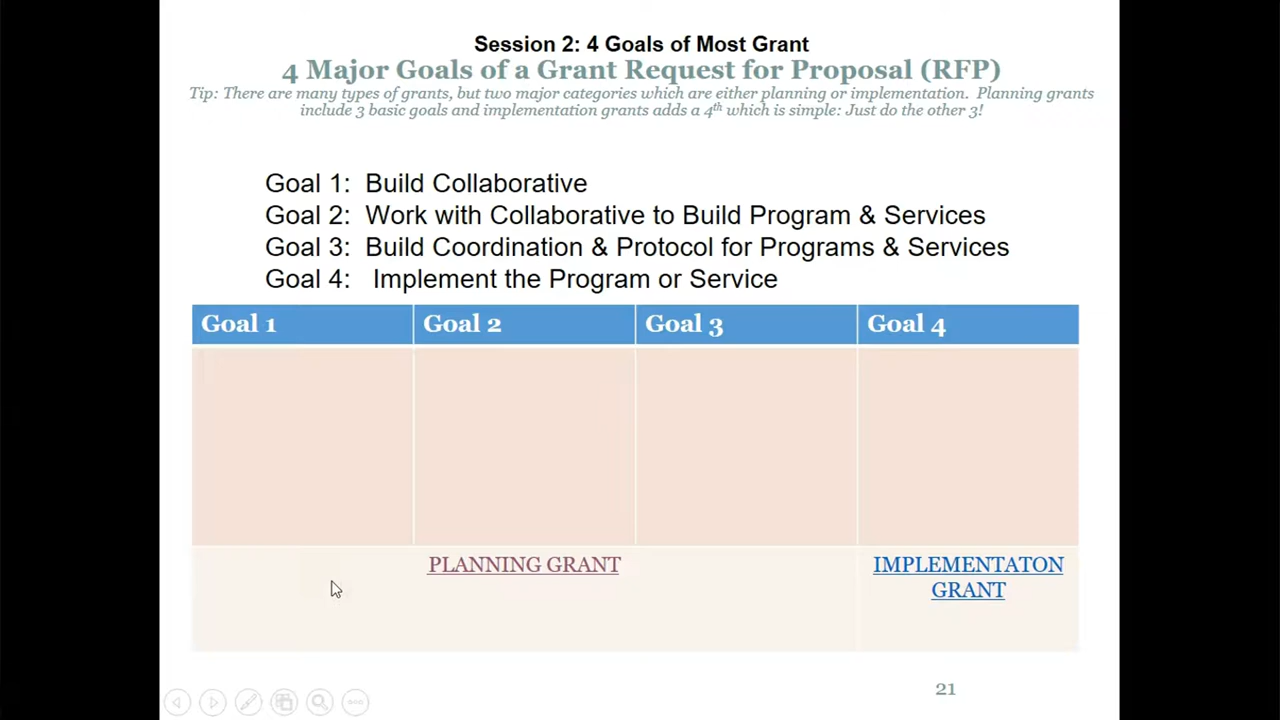 Session 2: 4 Goals of Most Grant
4 Major Goals of a Grant Request for Proposal (RFP)
Tip: There are many types of grants, but two major categories which are either planning or implementation.  Planning grants
include 3 basic goals and implementation grants adds a 4th which is simple: Just do the other 3!
Goal 1:  Build Collaborative
Goal 2:  Work with Collaborative to Build Program & Services
Goal 3:  Build Coordination & Protocol for Programs & Services
Goal 4:   Implement the Program or Service
Goal 1 Goal 2 Goal 3 Goal 4
PLANNING GRANT IMPLEMENTATON
GRANT
21